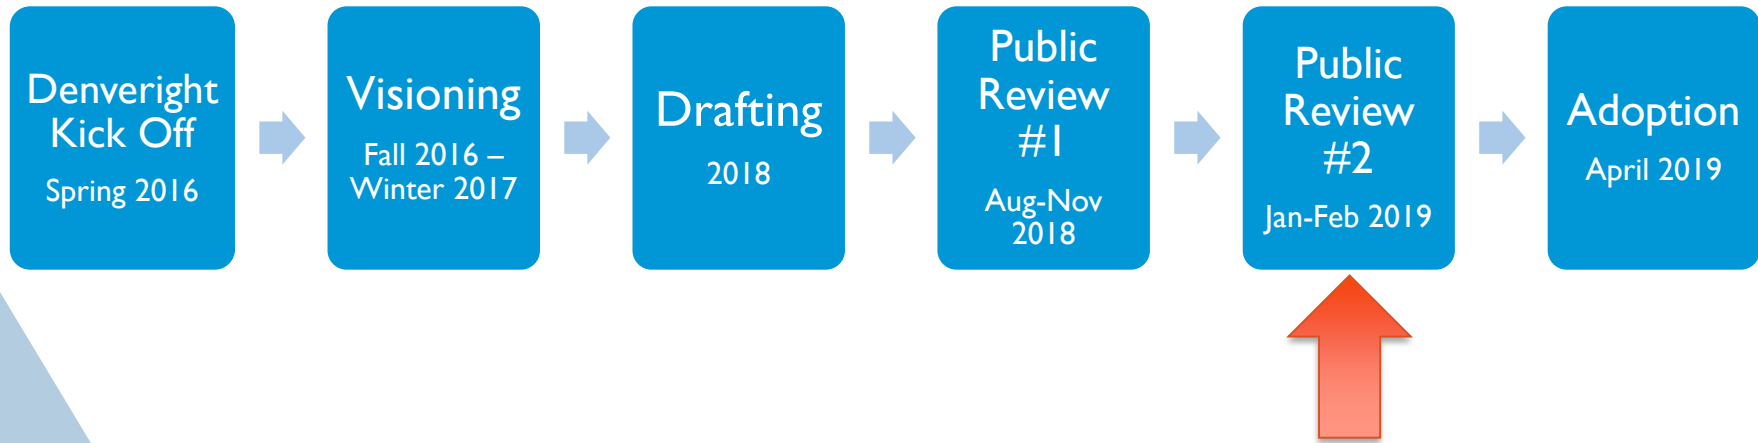 Denveright
Kick Off
Spring 2016
Visioning
Fall 2016 –
Winter 2017
Drafting
2018
Public
Review
#1
Aug-Nov
2018
Public
Review
#2
Jan-Feb 2019
Adoption
April 2019